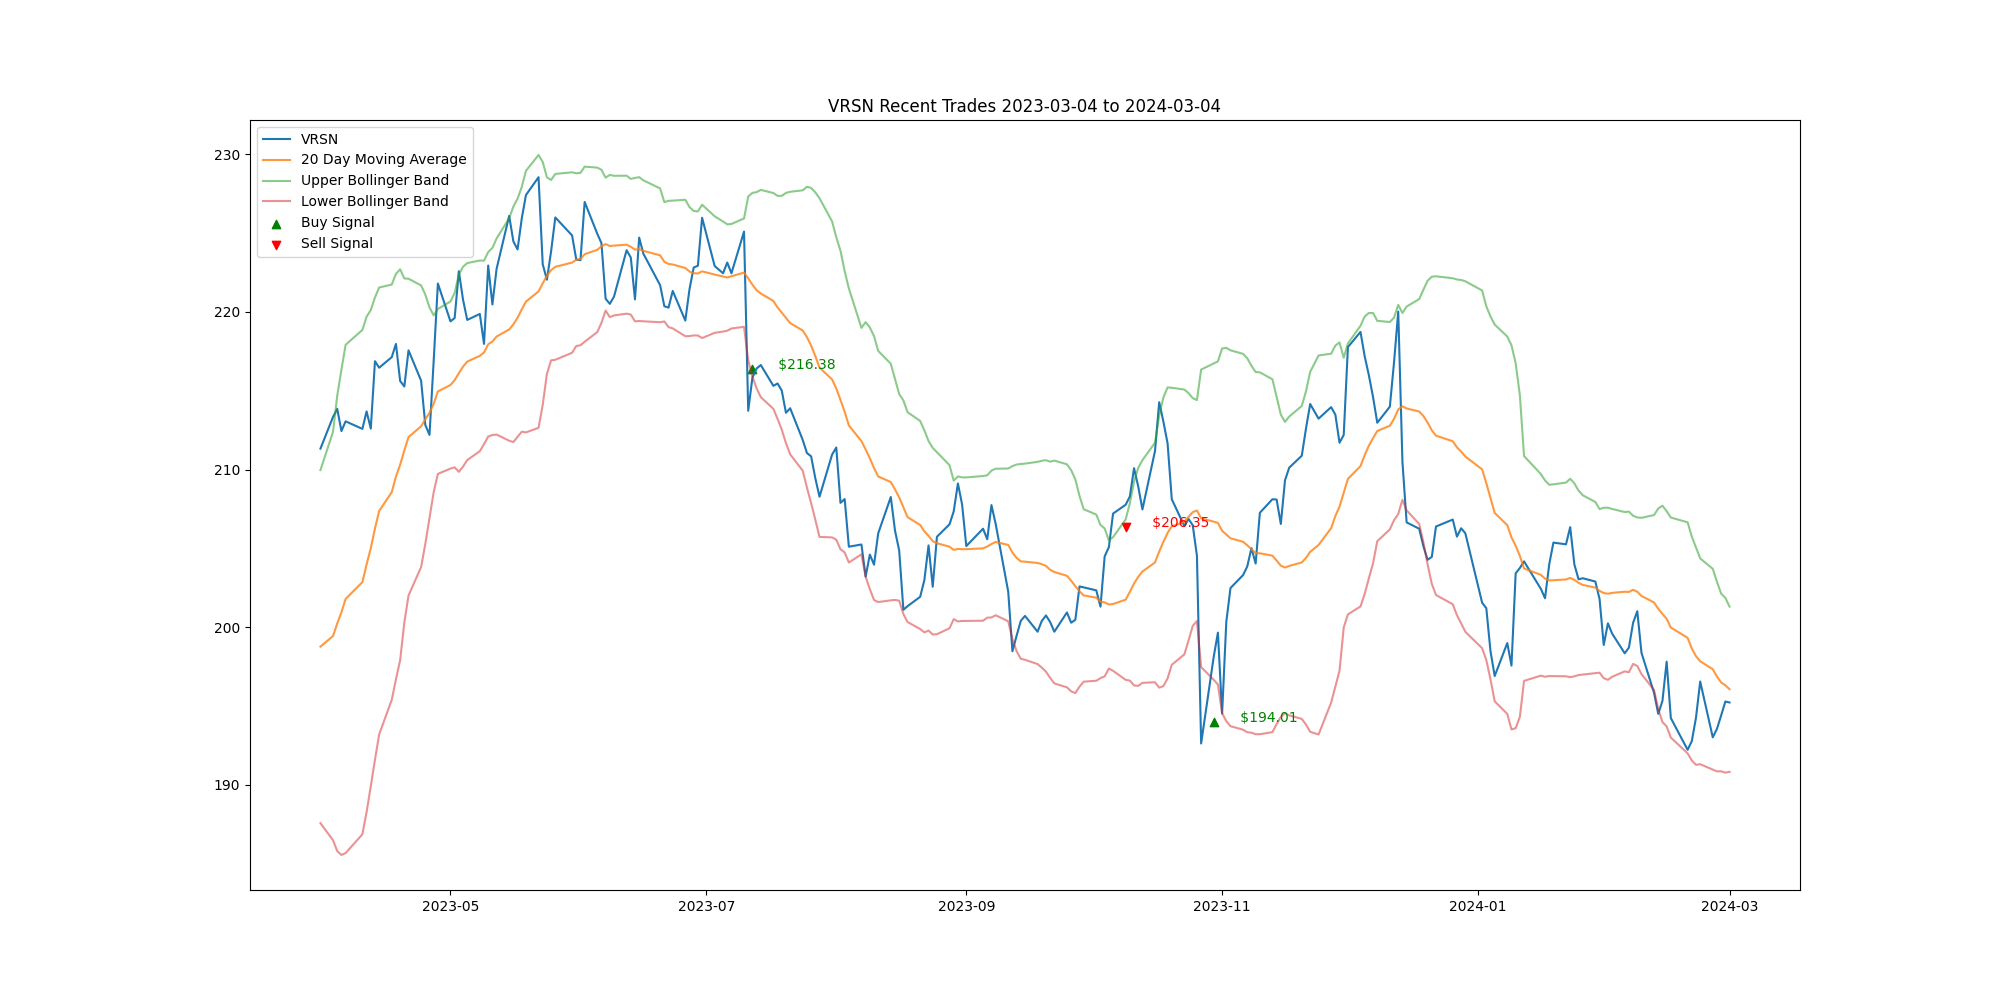 VRSN Recent Trades 2023-03-04 to 2024-03-04
VRSN
20 Day Moving Average
Upper Bollinger Band
Lower Bollinger Band
Buy Signal
Sell Signal
230
220
210
200
190
$216.38
$206.35
$194.01
2023-05
2023-07
2023-09
2023-11
2024-01
2024-03